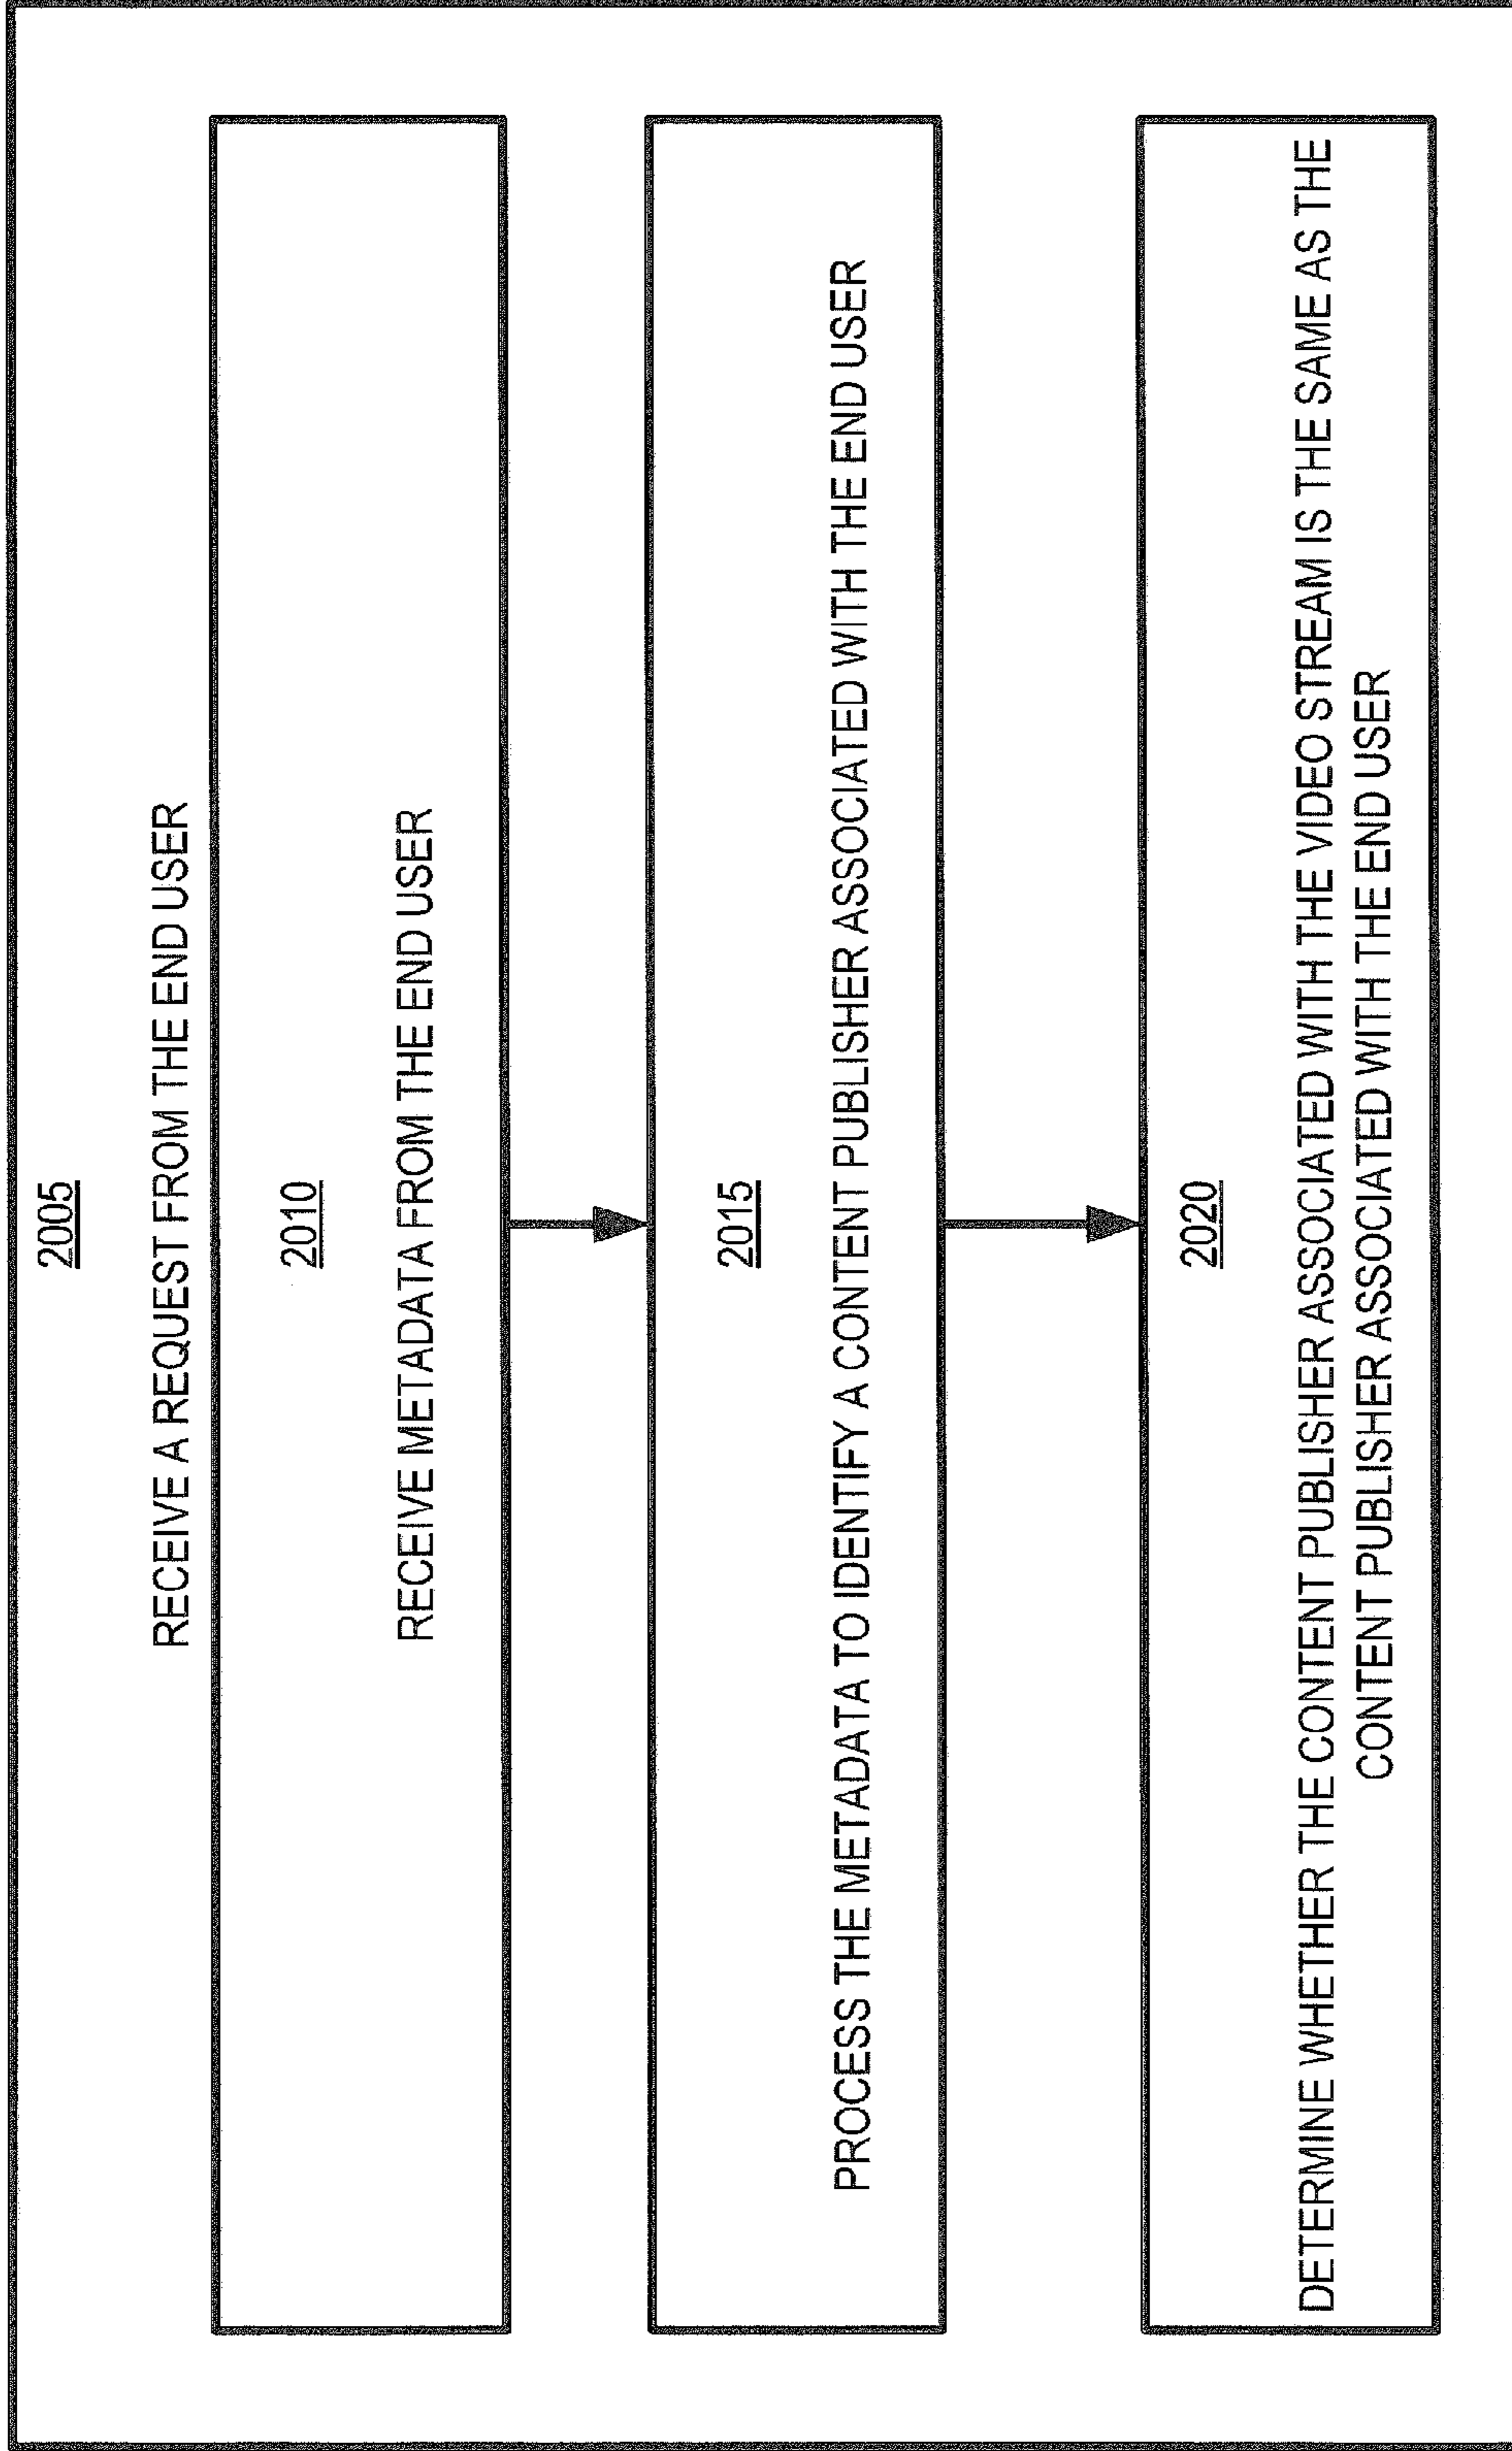 2005
RECEIVE A REQUEST FROM THE END USER
2010
RECEIVE METADATA FROM THE END USER
2015
PROCESS THE METADATA TO IDENTIFY A CONTENT PUBLISHER ASSOCIATED WITH THE END USER
2020
DETERMINE WHETHER THE CONTENT PUBLISHER ASSOCIATED WITH THE VIDEO STREAM IS THE SAME AS THE
CONTENT PUBLISHER ASSOCIATED WITH THE END USER